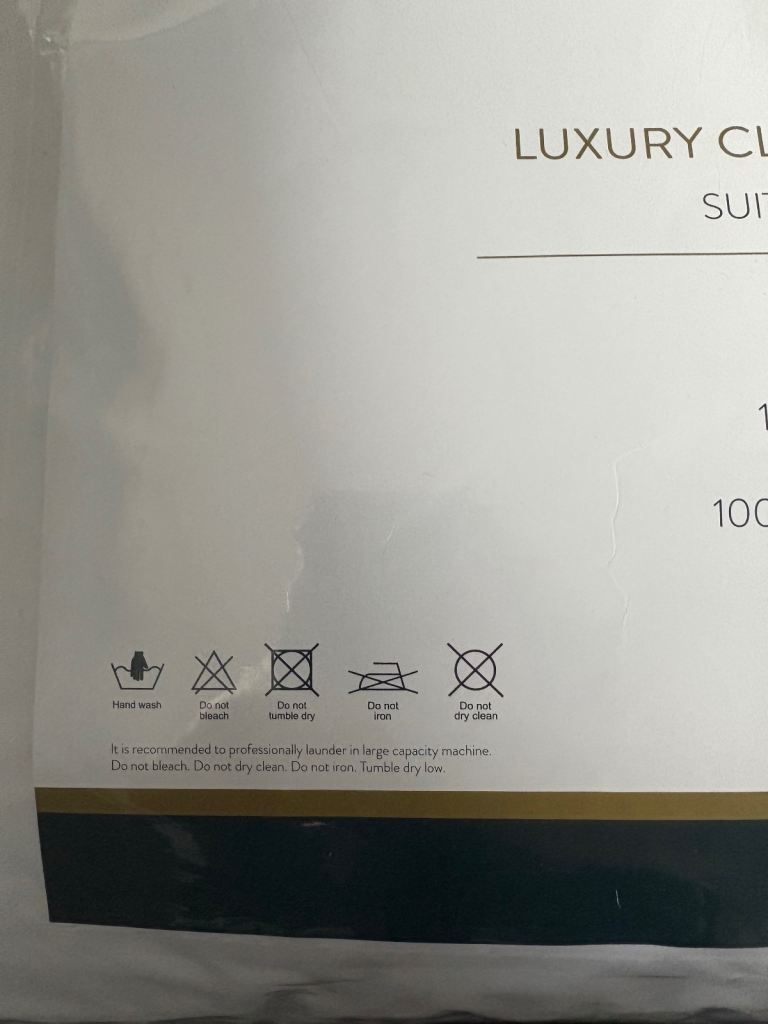 LUXURY CL
SUIT
1
100
Hand wash
Do not
bleach
Do not
tumble dry
Do not
iron
Do not
dry clean
It is recommended to professionally launder in large capacity machine.
Do not bleach. Do not dry clean. Do not iron. Tumble dry low.